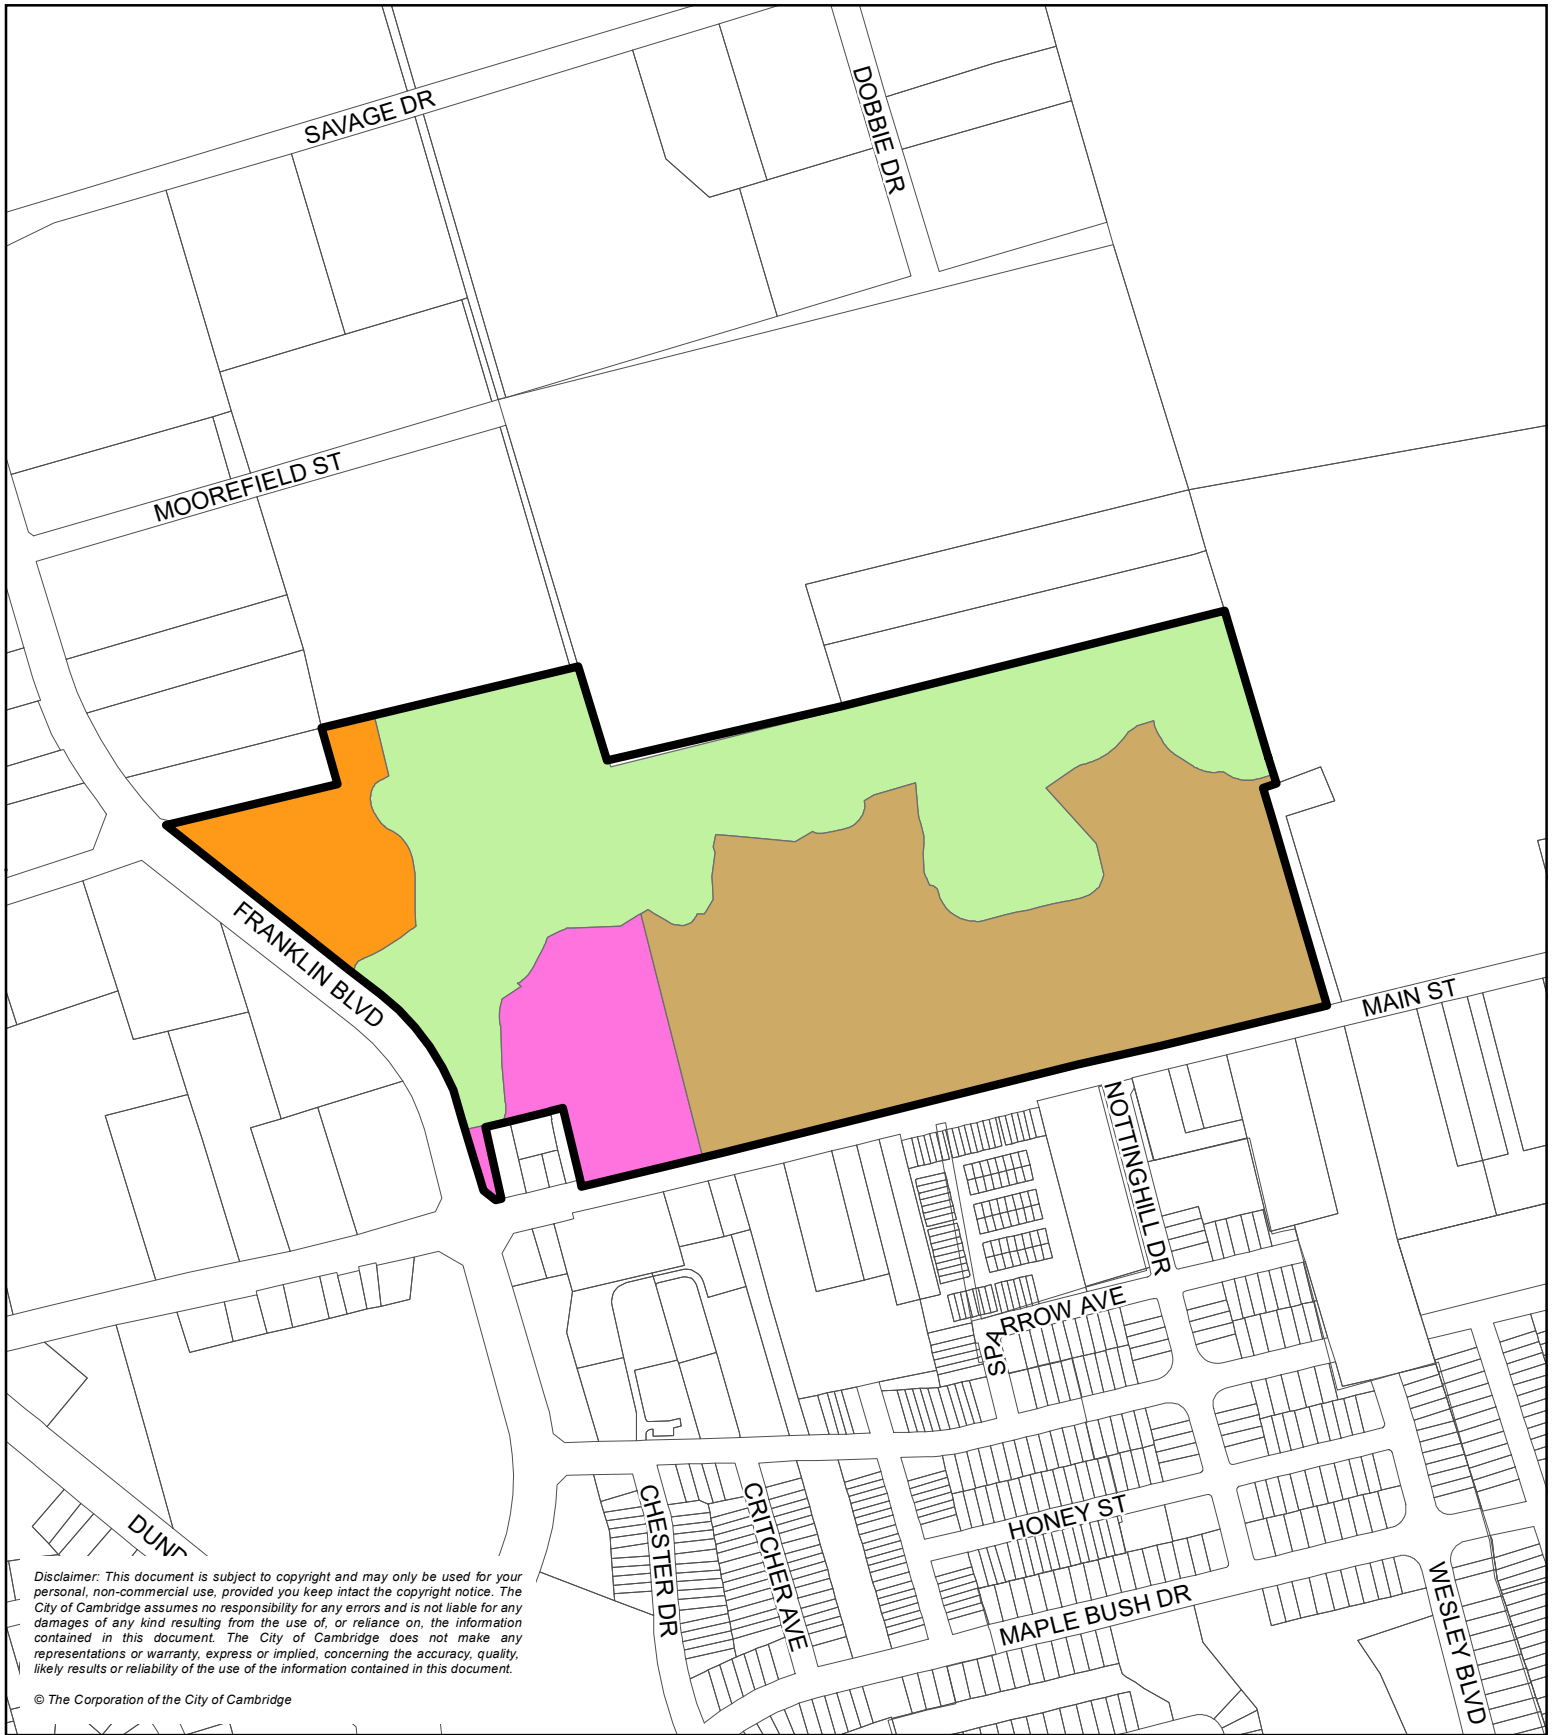 SAVAGE DR
DOBBIE DR
MOOREFIELD ST
FRANKLIN BLVD
MAIN ST
NOTTINGHILL DR
SPARROW AVE
CHESTER DR
CRITCHER AVE
HONEY ST
DUND
MAPLE BUSH DR
WESLEY BLVD
Disclaimer: This document is subject to copyright and may only be used for your
personal, non-commercial use, provided you keep intact the copyright notice. The
City of Cambridge assumes no responsibility for any errors and is not liable for any
damages of any kind resulting from the use of, or reliance on, the information
contained in this document. The City of Cambridge does not make any
representations or warranty, express or implied, concerning the accuracy, quality,
likely results or reliability of the use of the information contained in this document.
© The Corporation of the City of Cambridge